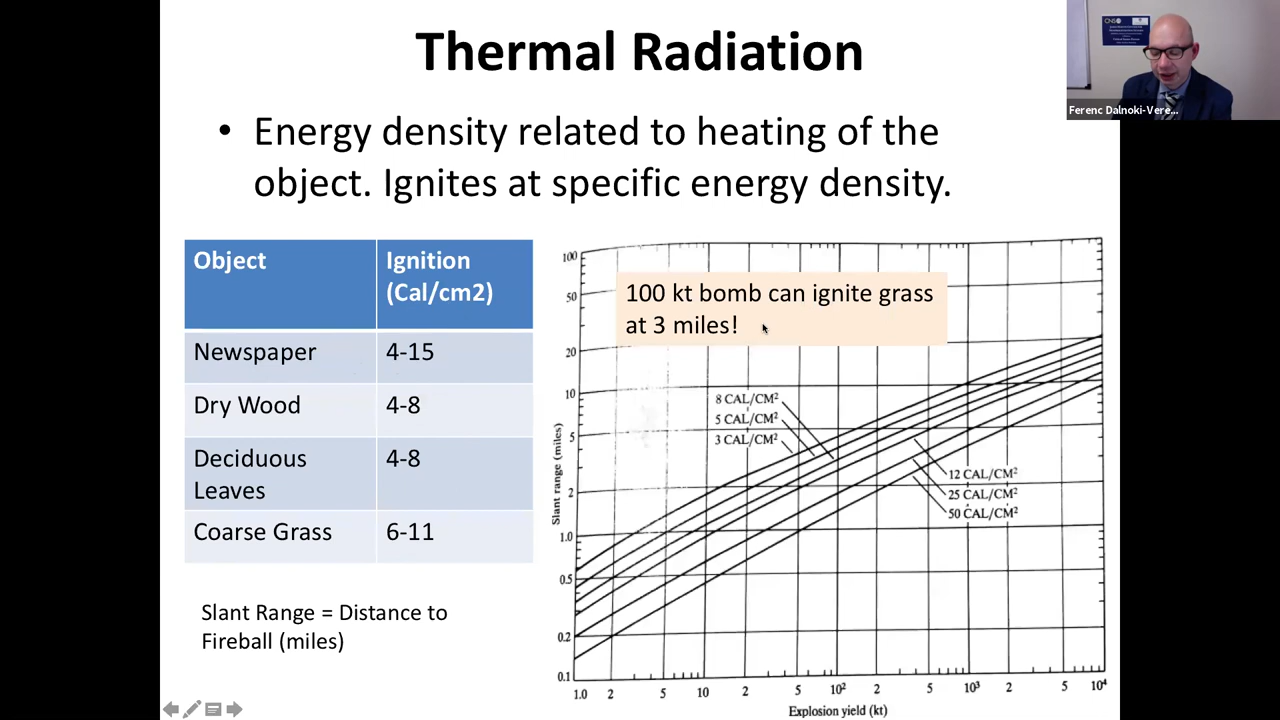 Thermal Radiation
• Energy density related to heating of the
object. Ignites at specific energy density.
Ferenc Dalnoki-Vere...
CNS
Object
Ignition
(Cal/cm2)
Newspaper
4-15
Dry Wood
4-8
Deciduous
Leaves
4-8
Coarse Grass
6-11
Slant Range = Distance to
Fireball (miles)
100 kt bomb can ignite grass
at 3 miles!
100
50
20
10
5
2
1.0
0.5
0.2
0.1
Slant range (miles)
8 CAL/CM²
5 CAL/CM²
3 CAL/CM²
12 CAL/CM²
25 CAL/CM²
50 CAL/CM²
1.0 2 5 10 2 5 10² 2 5 10³ 2 5 10⁴
Explosion yield (kt)